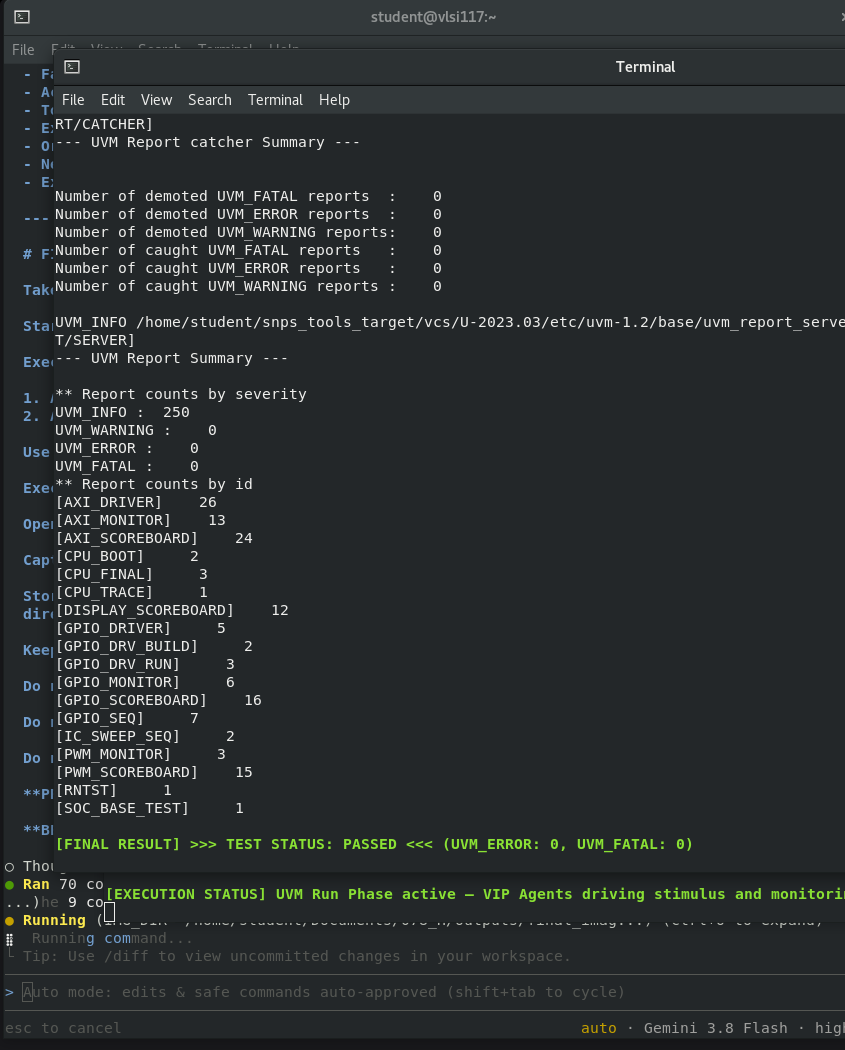 student@vlsi117:~
File Edit View Search Terminal Help
Terminal
File Edit View Search Terminal Help
RT/CATCHER]
--- UVM Report catcher Summary ---
Number of demoted UVM_FATAL reports  :    0
Number of demoted UVM_ERROR reports  :    0
Number of demoted UVM_WARNING reports:    0
Number of caught UVM_FATAL reports   :    0
Number of caught UVM_ERROR reports   :    0
Number of caught UVM_WARNING reports :    0
UVM_INFO /home/student/snps_tools_target/vcs/U-2023.03/etc/uvm-1.2/base/uvm_report_serve
T/SERVER]
--- UVM Report Summary ---
** Report counts by severity
UVM_INFO :  250
UVM_WARNING :    0
UVM_ERROR :    0
UVM_FATAL :    0
** Report counts by id
[AXI_DRIVER]    26
[AXI_MONITOR]    13
[AXI_SCOREBOARD]    24
[CPU_BOOT]     2
[CPU_FINAL]     3
[CPU_TRACE]     1
[DISPLAY_SCOREBOARD]    12
[GPIO_DRIVER]     5
[GPIO_DRV_BUILD]     2
[GPIO_DRV_RUN]     3
[GPIO_MONITOR]     6
[GPIO_SCOREBOARD]    16
[GPIO_SEQ]     7
[IC_SWEEP_SEQ]     2
[PWM_MONITOR]     3
[PWM_SCOREBOARD]    15
[RNTST]     1
[SOC_BASE_TEST]     1
[FINAL RESULT] >>> TEST STATUS: PASSED <<< (UVM_ERROR: 0, UVM_FATAL: 0)
Ran 70 co
[EXECUTION STATUS] UVM Run Phase active — VIP Agents driving stimulus and monitori
...)he 9 co
Running
Running command...
Tip: Use /diff to view uncommitted changes in your workspace.
> Auto mode: edits & safe commands auto-approved (shift+tab to cycle)
esc to cancel
auto · Gemini 3.8 Flash · high